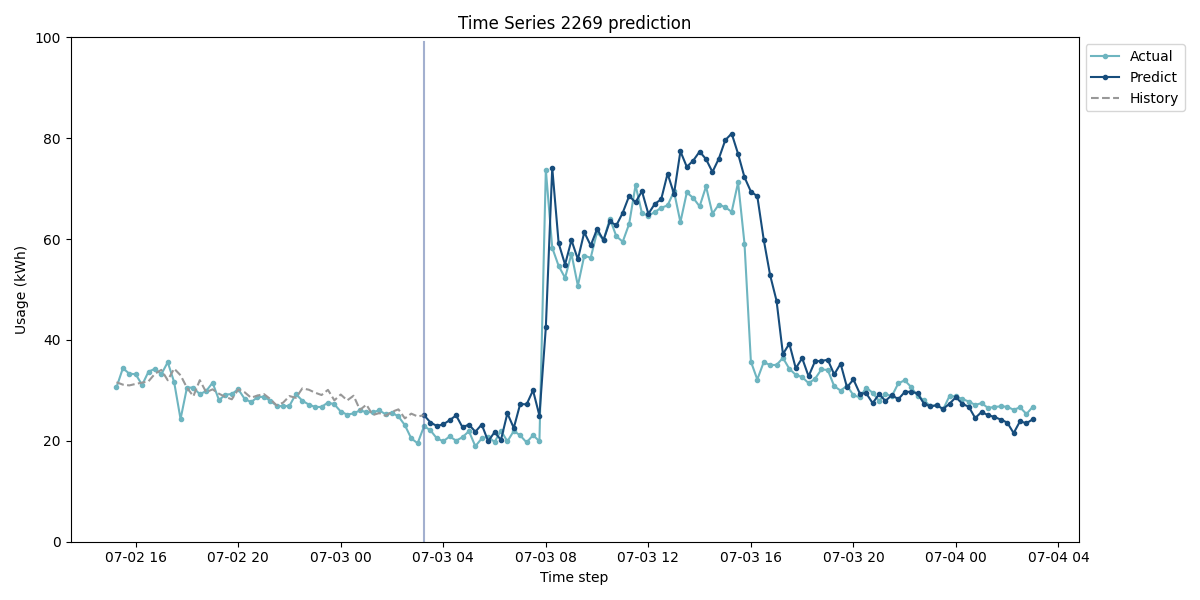 Time Series 2269 prediction
100
80
60
40
20
0
Usage (kWh)
07-02 16
07-02 20
07-03 00
07-03 04
07-03 08
07-03 12
07-03 16
07-03 20
07-04 00
07-04 04
Time step
Actual
Predict
History